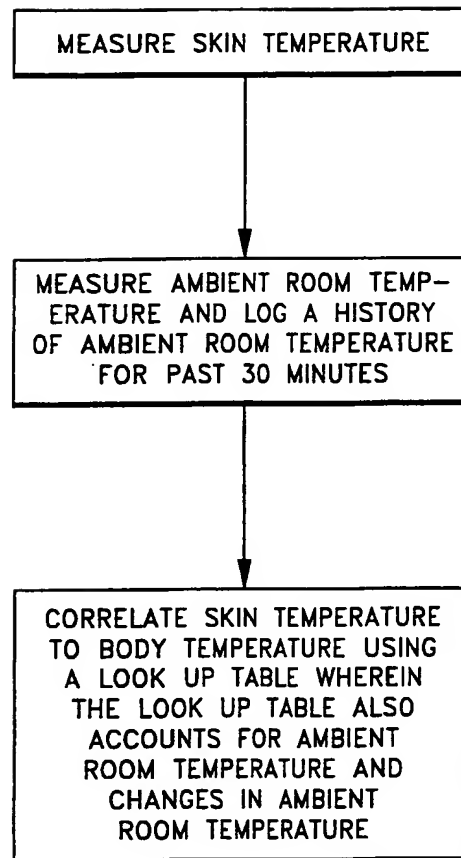 MEASURE SKIN TEMPERATURE
MEASURE AMBIENT ROOM TEMP-
ERATURE AND LOG A HISTORY
OF AMBIENT ROOM TEMPERATURE
FOR PAST 30 MINUTES
CORRELATE SKIN TEMPERATURE
TO BODY TEMPERATURE USING
A LOOK UP TABLE WHEREIN
THE LOOK UP TABLE ALSO
ACCOUNTS FOR AMBIENT
ROOM TEMPERATURE AND
CHANGES IN AMBIENT
ROOM TEMPERATURE